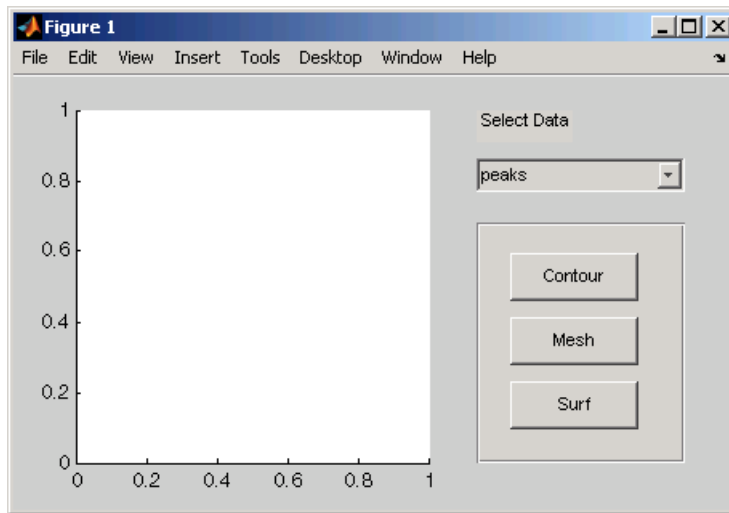 Figure 1
File Edit View Insert Tools Desktop Window Help
1
0.8
0.6
0.4
0.2
0
0 0.2 0.4 0.6 0.8 1
Select Data
peaks
Contour
Mesh
Surf